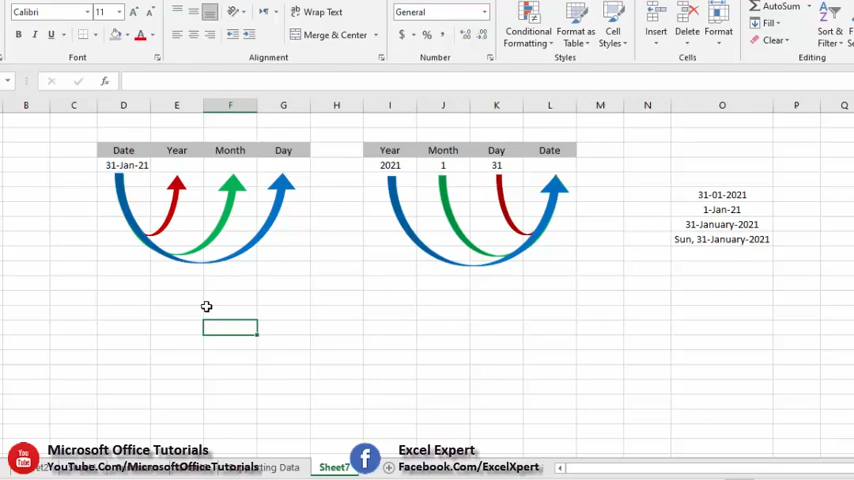 Calibri 11 A A Wrap Text General AutoSum
B I U A Merge & Center $ % , Conditional Formatting Format as Table Cell Styles Insert Delete Format Fill Clear Sort & Filter
Font Alignment Number Styles Cells Editing
fx
B C D E F G H I J K L M N O P Q
Date Year Month Day Year Month Day Date
31-Jan-21 2021 1 31
31-01-2021
1-Jan-21
31-January-2021
Sun, 31-January-2021
Microsoft Office Tutorials
YouTube.Com/MicrosoftOfficeTutorials
You Tube
Excel Expert
Facebook.Com/ExcelXpert
Data Sheet7